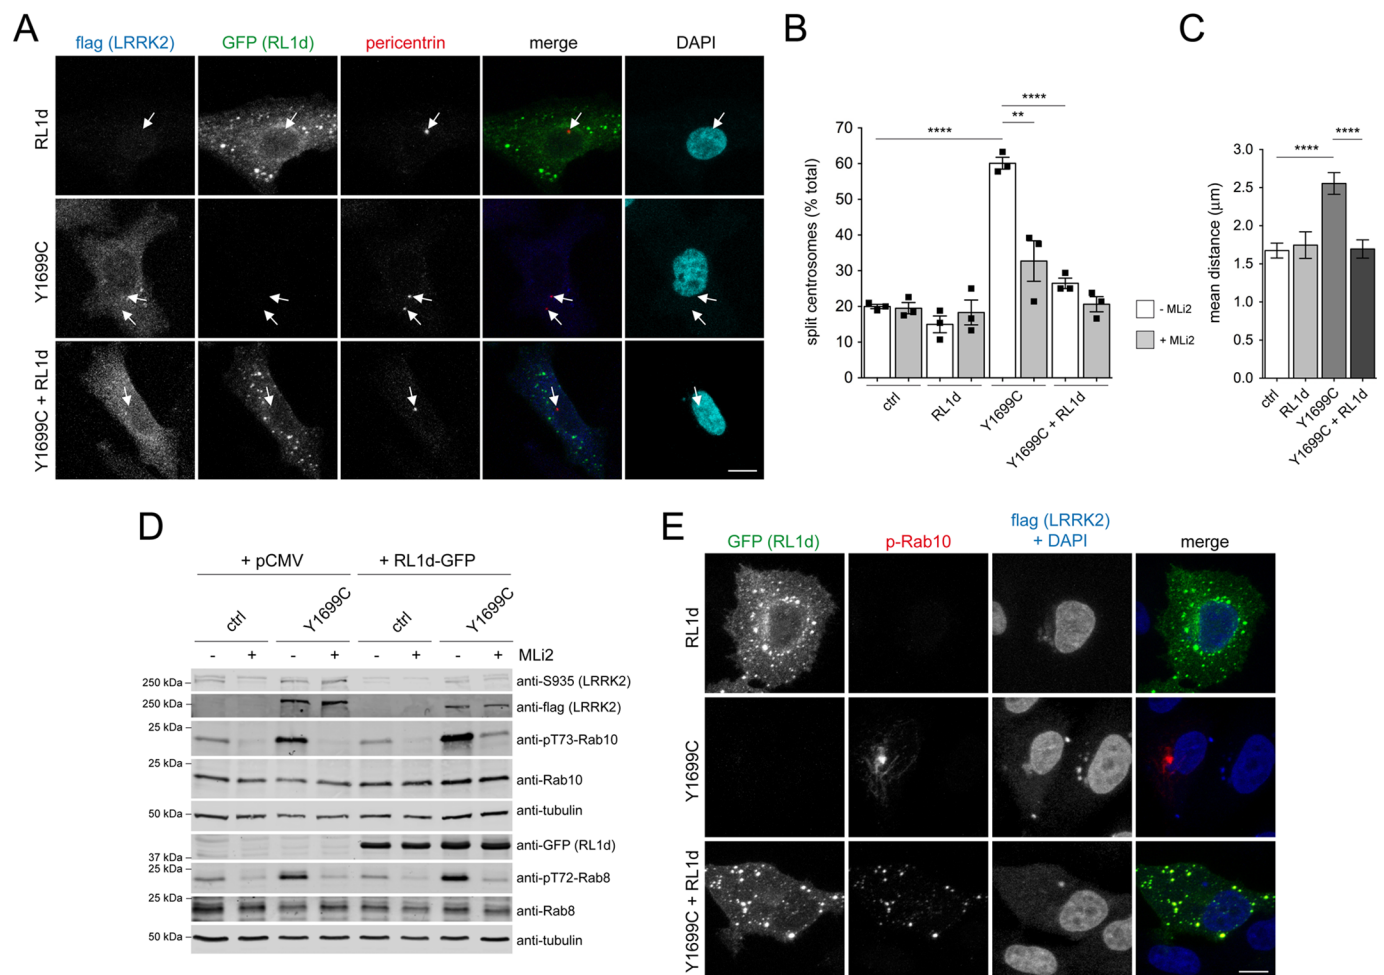 A
flag (LRRK2) GFP (RL1d) pericentrin merge DAPI
RL1d
Y1699C
Y1699C + RL1d
B
split centrosomes (% total)
70
60
50
40
30
20
10
0
****
****
**
ctrl
RL1d
Y1699C
Y1699C + RL1d
- MLi2
+ MLi2
C
mean distance (μm)
3.0
2.5
2.0
1.5
1.0
0.5
0.0
****
****
ctrl
RL1d
Y1699C
Y1699C + RL1d
D
+ pCMV + RL1d-GFP
ctrl Y1699C ctrl Y1699C
- + - + - + - + MLi2
250 kDa anti-S935 (LRRK2)
250 kDa anti-flag (LRRK2)
25 kDa anti-pT73-Rab10
25 kDa anti-Rab10
50 kDa anti-tubulin
37 kDa anti-GFP (RL1d)
25 kDa anti-pT72-Rab8
25 kDa anti-Rab8
50 kDa anti-tubulin
E
flag (LRRK2)
GFP (RL1d) p-Rab10 + DAPI merge
RL1d
Y1699C
Y1699C + RL1d